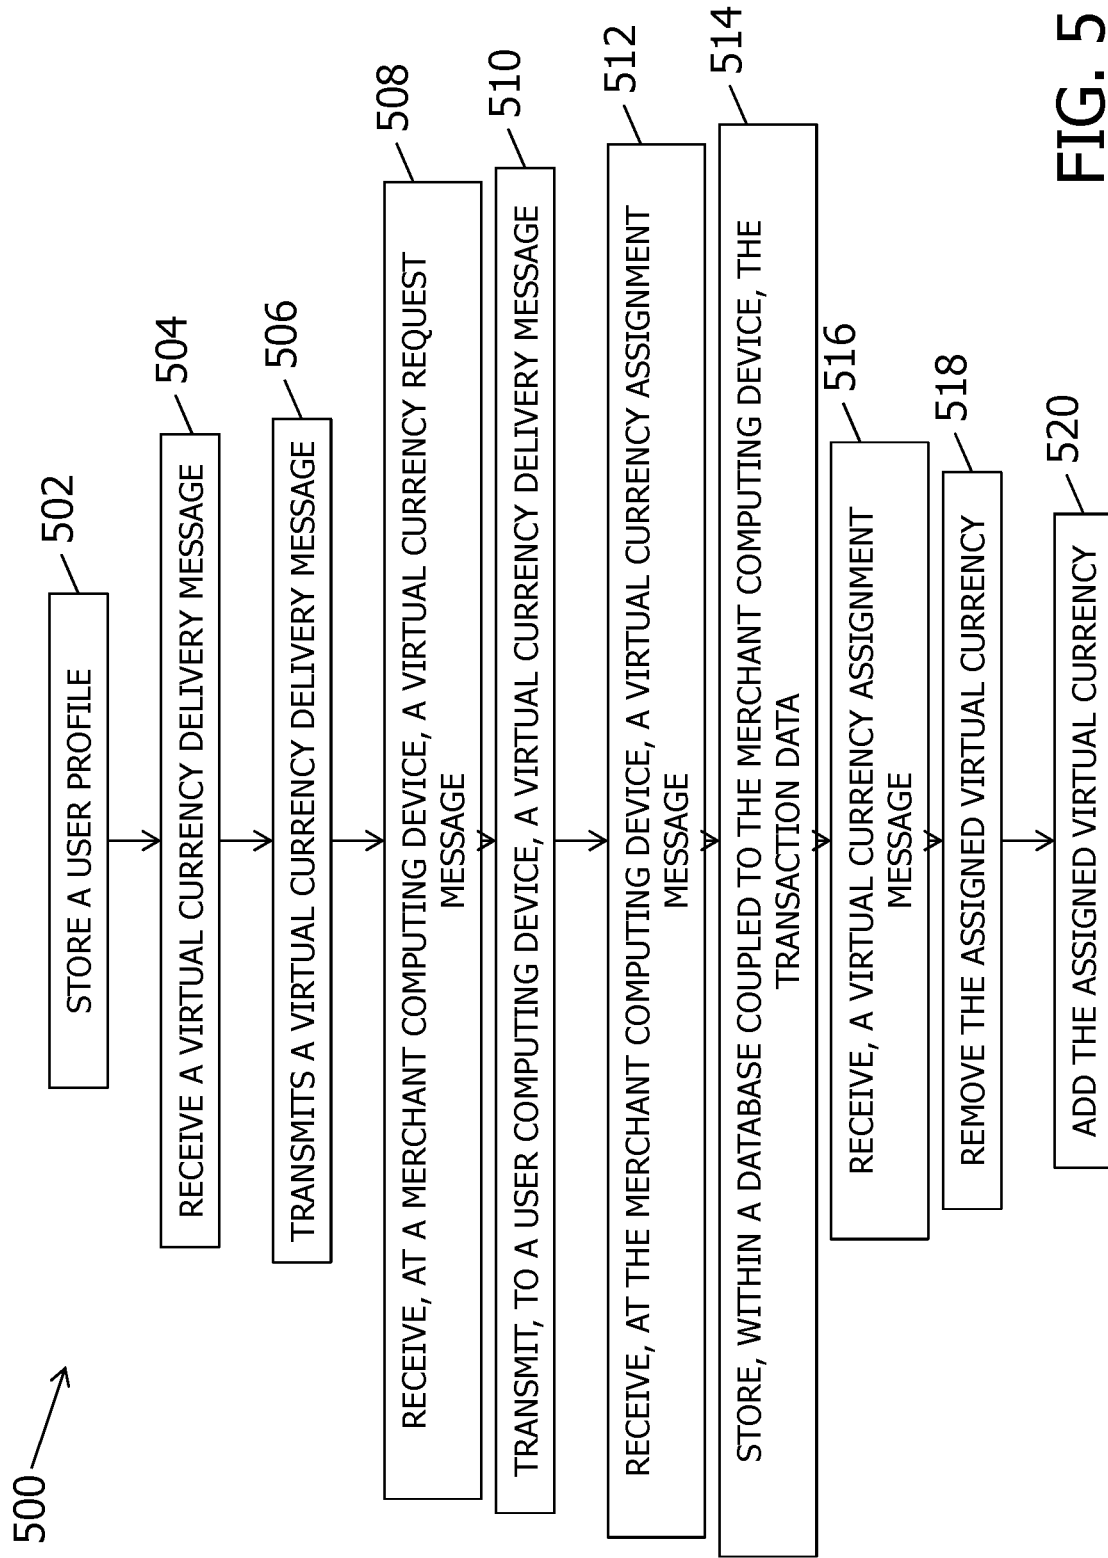 500
502
STORE A USER PROFILE
504
RECEIVE A VIRTUAL CURRENCY DELIVERY MESSAGE
506
TRANSMITS A VIRTUAL CURRENCY DELIVERY MESSAGE
508
RECEIVE, AT A MERCHANT COMPUTING DEVICE, A VIRTUAL CURRENCY REQUEST
MESSAGE
510
TRANSMIT, TO A USER COMPUTING DEVICE, A VIRTUAL CURRENCY DELIVERY MESSAGE
512
RECEIVE, AT THE MERCHANT COMPUTING DEVICE, A VIRTUAL CURRENCY ASSIGNMENT
MESSAGE
514
STORE, WITHIN A DATABASE COUPLED TO THE MERCHANT COMPUTING DEVICE, THE
TRANSACTION DATA
516
RECEIVE, A VIRTUAL CURRENCY ASSIGNMENT
MESSAGE
518
REMOVE THE ASSIGNED VIRTUAL CURRENCY
520
ADD THE ASSIGNED VIRTUAL CURRENCY
FIG. 5